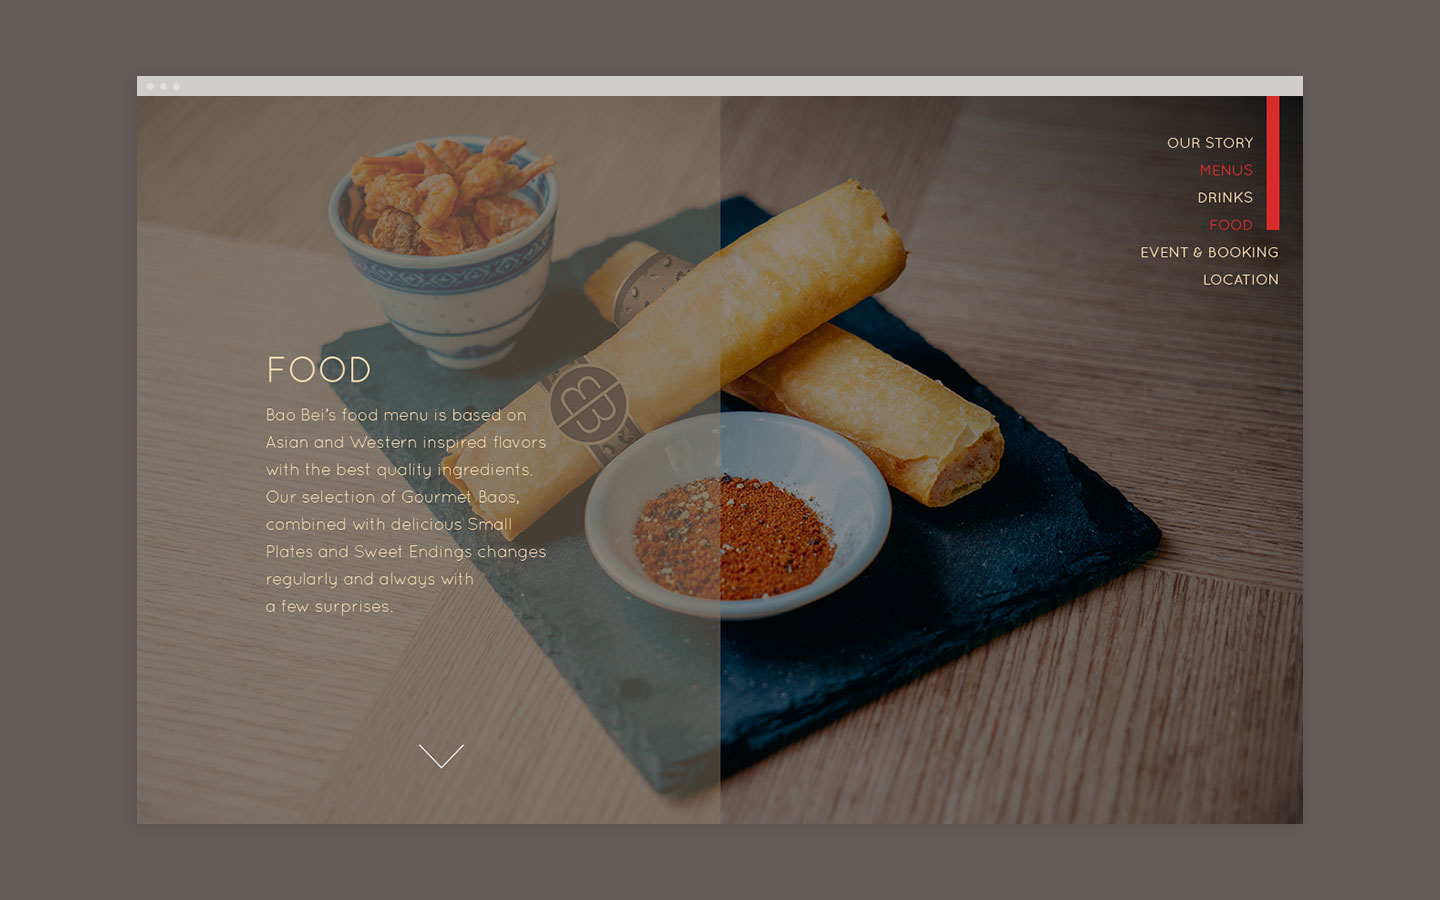 OUR STORY
MENUS
DRINKS
FOOD
EVENT & BOOKING
LOCATION
FOOD
Bao Bei's food menu is based on
Asian and Western inspired flavors
with the best quality ingredients.
Our selection of Gourmet Baos,
combined with delicious Small
Plates and Sweet Endings changes
regularly and always with
a few surprises.